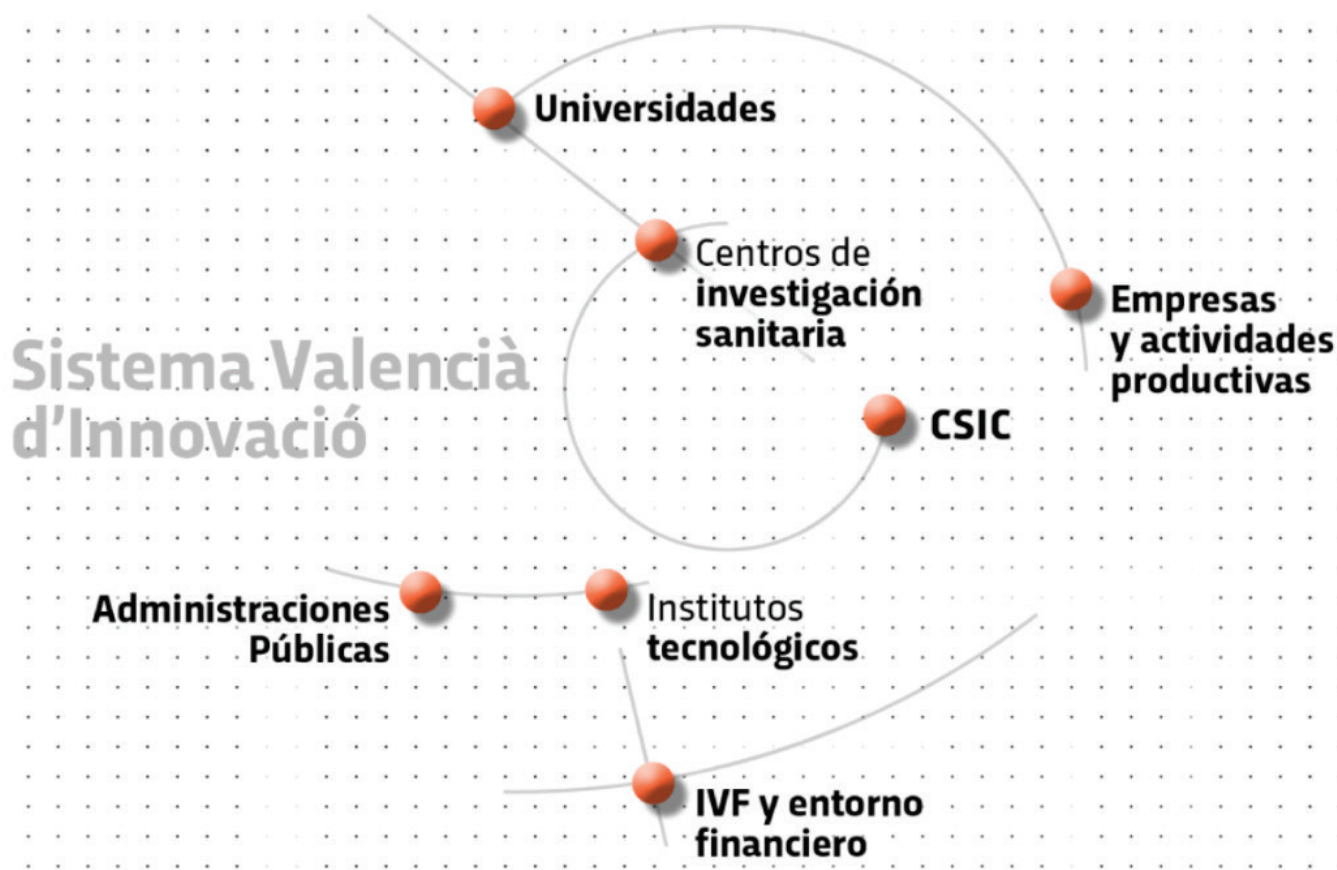 Universidades
Centros de
investigación
sanitaria
Empresas
y actividades
productivas
Sistema Valencià
d'Innovació
CSIC
Administraciones
Públicas
Institutos
tecnológicos
IVF y entorno
financiero